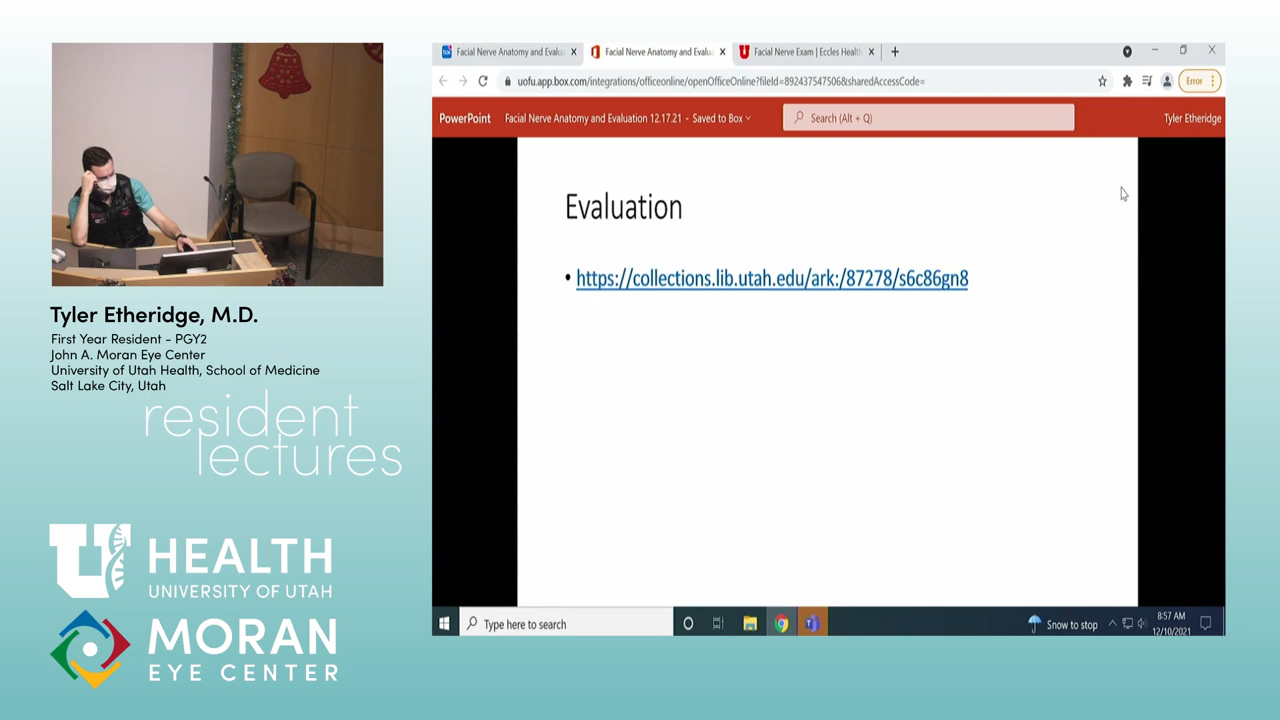 Tyler Etheridge, M.D.
First Year Resident - PGY2
John A. Moran Eye Center
University of Utah Health, School of Medicine
Salt Lake City, Utah
resident
lectures
U HEALTH
UNIVERSITY OF UTAH
MORAN
EYE CENTER
Facial Nerve Anatomy and Evalu
Facial Nerve Anatomy and Evalu
Facial Nerve Exam | Eccles Health
uofu.app.box.com/integrations/officeonline/openOfficeOnline?fileId=892437547506&sharedAccessCode=
Error
PowerPoint
Facial Nerve Anatomy and Evaluation 12.17.21 - Saved to Box
Search (Alt + Q)
Tyler Etheridge
Evaluation
• https://collections.lib.utah.edu/ark:/87278/s6c86gn8
Type here to search
Snow to stop
8:57 AM
12/10/2021